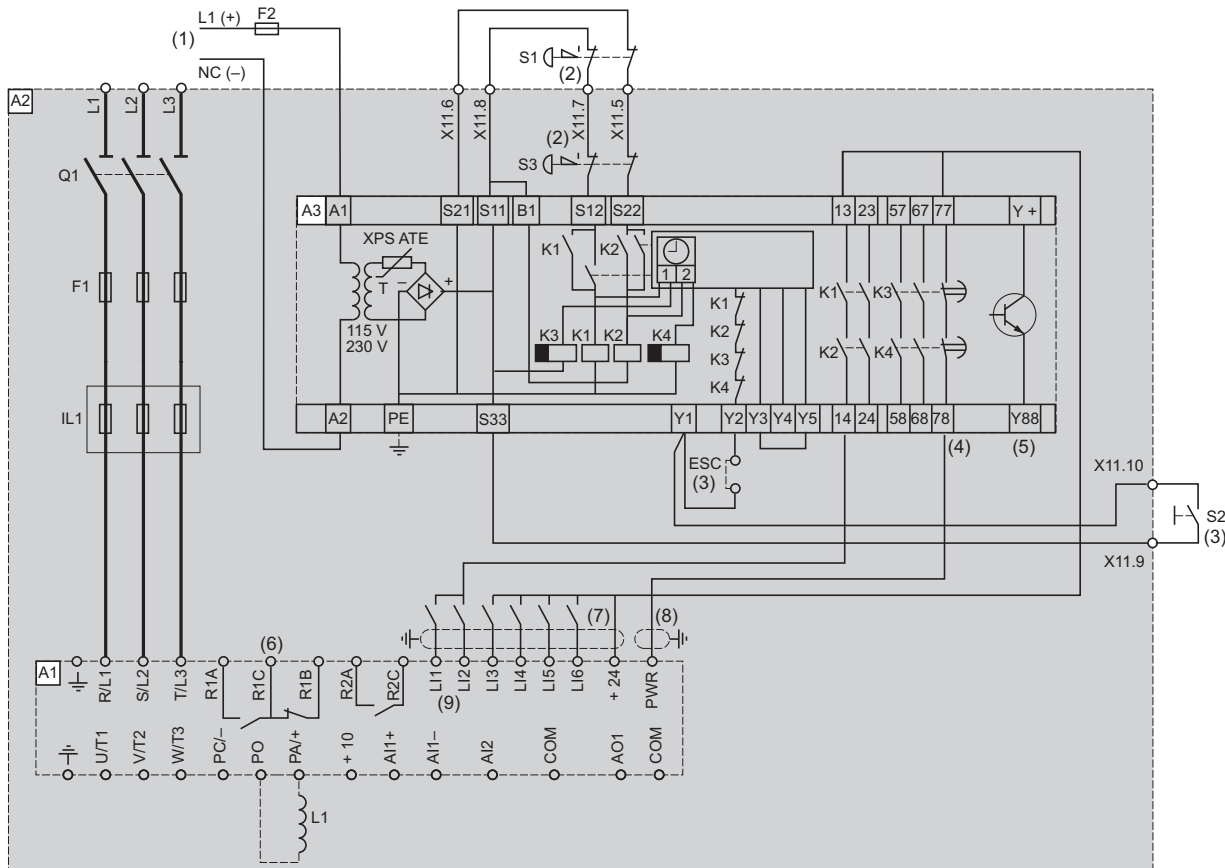 L1 (+)
F2
(1)
NC (–)
S1
(2)
A2
L1
L2
L3
X11.6
X11.8
X11.7
X11.5
(2)
S3
Q1
A3
A1
S21
S11
B1
S12
S22
13
23
57
67
77
Y +
XPS ATE
K1
K2
1
2
T
–
+
F1
115 V
230 V
K3
K1
K2
K4
K1
K2
K3
K4
K1
K3
K2
K4
IL1
A2
PE
S33
Y1
Y2
Y3
Y4
Y5
14
24
58
68
78
Y88
(4)
(5)
ESC
(3)
X11.10
S2
(3)
X11.9
(7)
(8)
A1
(6)
R/L1
S/L2
T/L3
R1A
R1C
R1B
R2A
R2C
LI1
LI2
LI3
LI4
LI5
LI6
+ 24
PWR
(9)
U/T1
V/T2
W/T3
PC/–
PO
PA/+
+ 10
AI1+
AI1–
AI2
COM
AO1
COM
L1